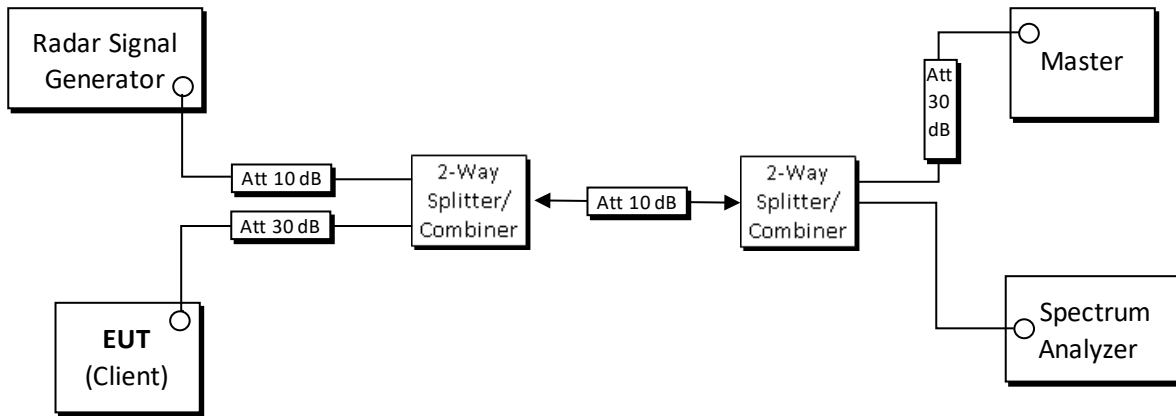 Radar Signal
Generator
Att 10 dB
Att 30 dB
EUT
(Client)
2-Way
Splitter/
Combiner
Att 10 dB
2-Way
Splitter/
Combiner
Att
30
dB
Master
Spectrum
Analyzer